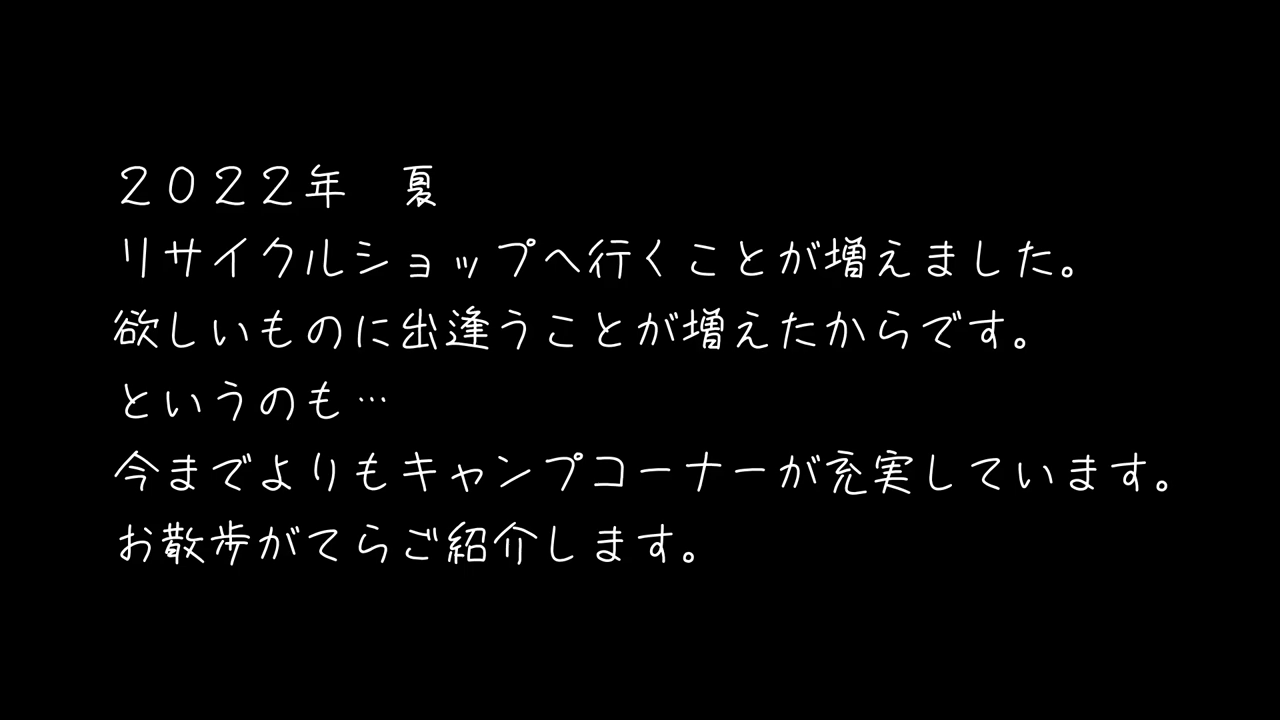 ２０２２年　夏
リサイクルショップへ行くことが増えました。
欲しいものに出逢うことが増えたからです。
というのも…
今までよりもキャンプコーナーが充実しています。
お散歩がてらご紹介します。